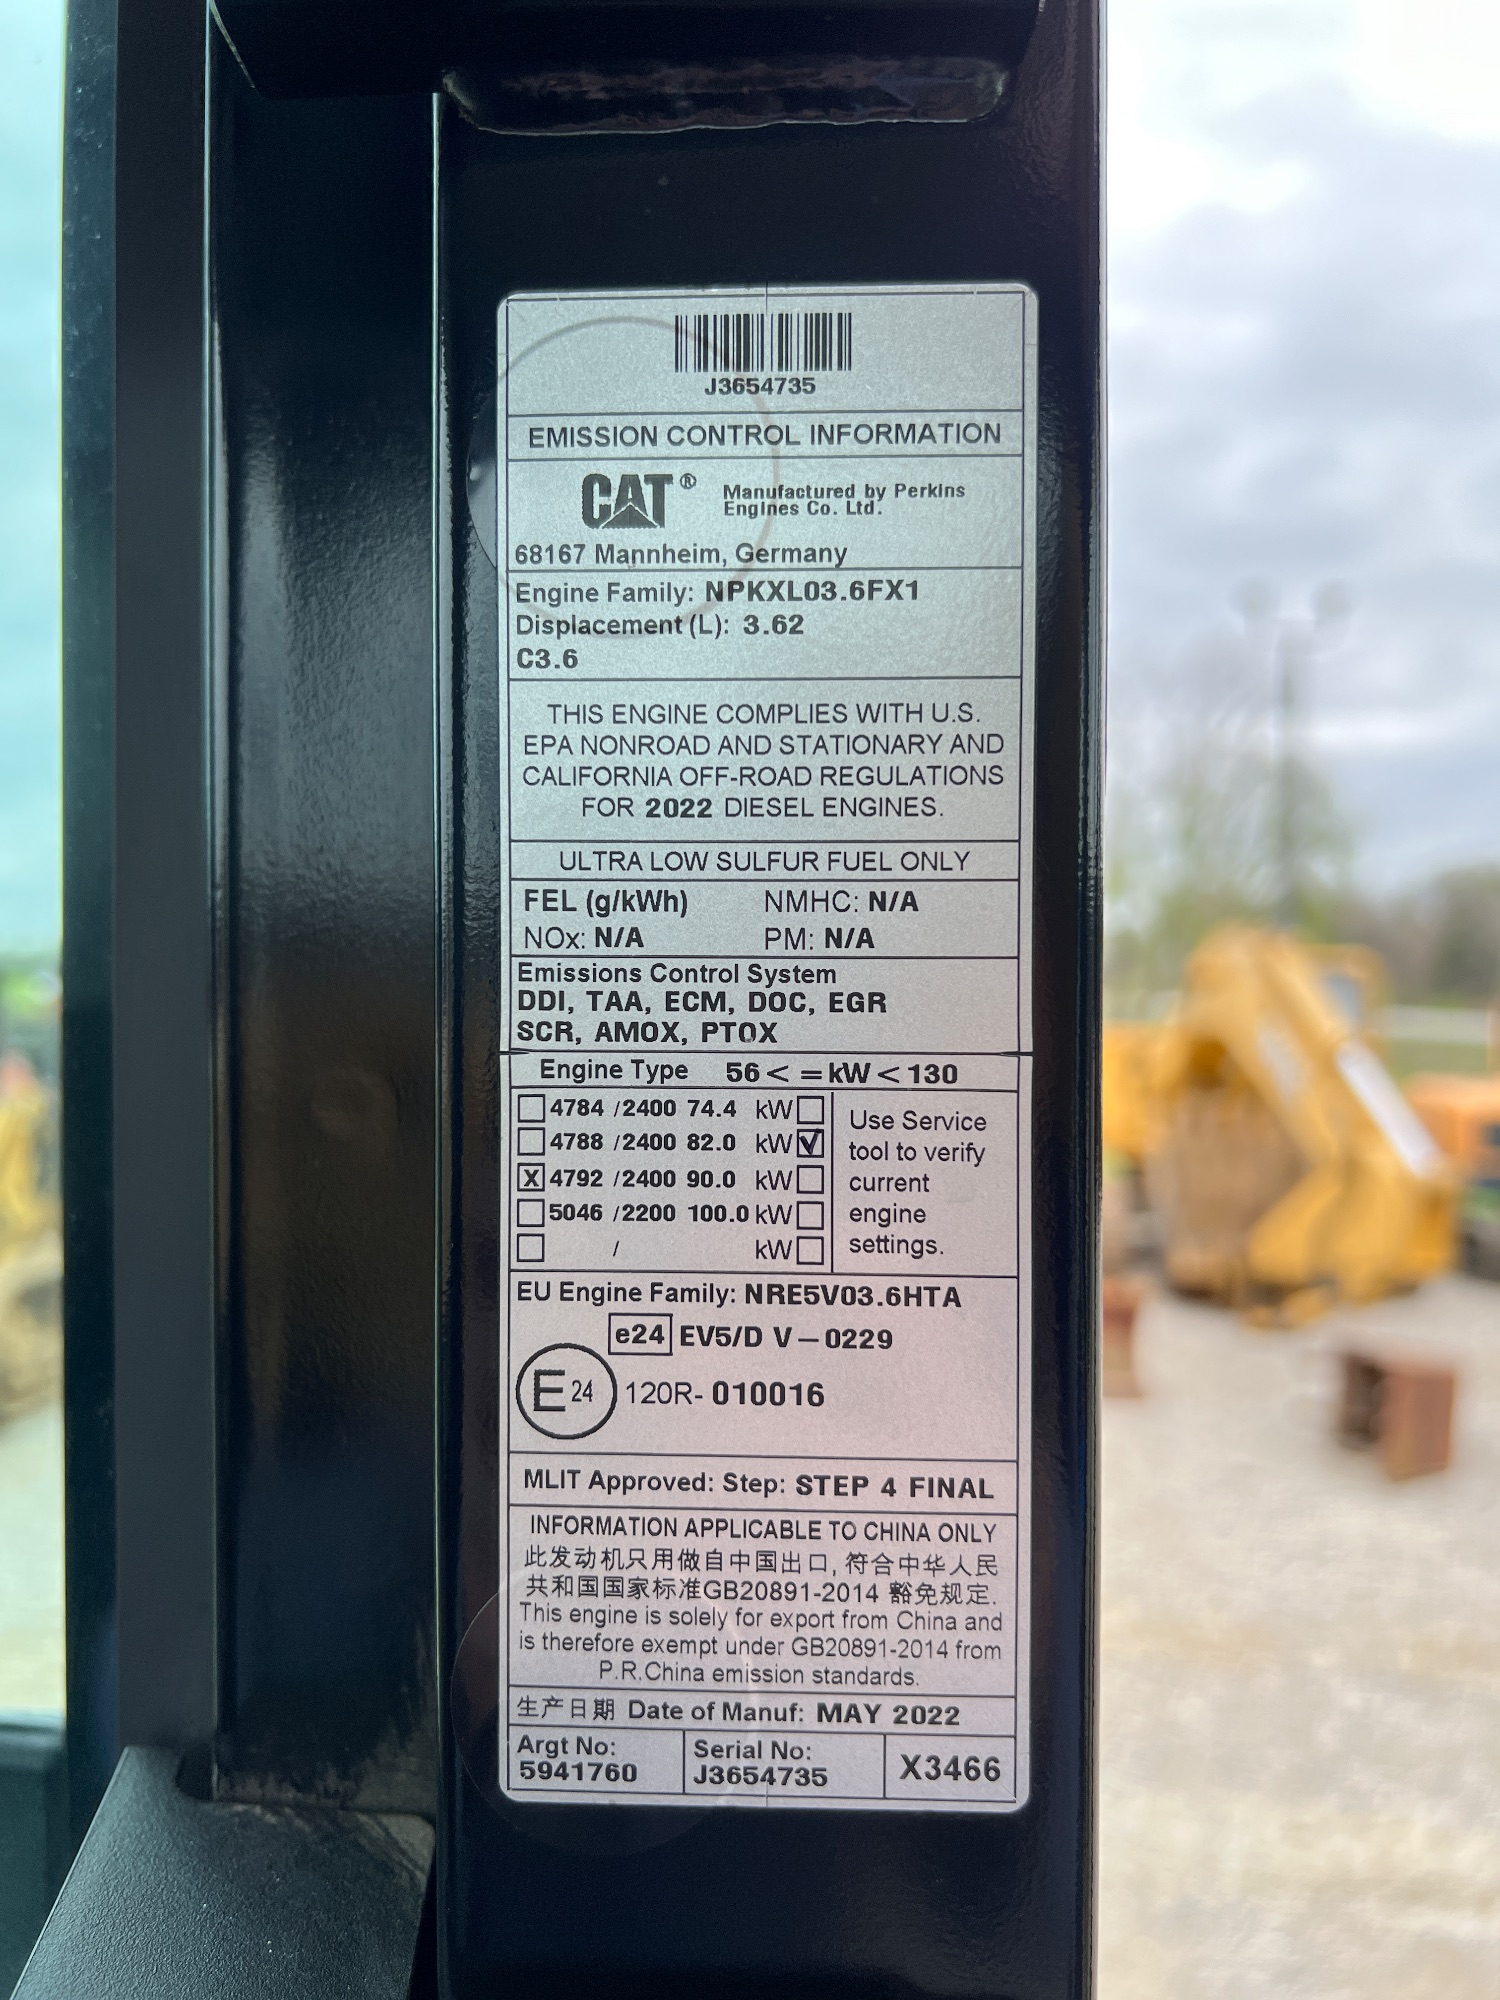 J3654735
EMISSION CONTROL INFORMATION
CAT® Manufactured by Perkins
Engines Co. Ltd.
68167 Mannheim, Germany
Engine Family: NPKXL03.6FX1
Displacement (L): 3.62
C3.6
THIS ENGINE COMPLIES WITH U.S.
EPA NONROAD AND STATIONARY AND
CALIFORNIA OFF-ROAD REGULATIONS
FOR 2022 DIESEL ENGINES.
ULTRA LOW SULFUR FUEL ONLY
FEL (g/kWh) NMHC: N/A
NOx: N/A PM: N/A
Emissions Control System
DDI, TAA, ECM, DOC, EGR
SCR, AMOX, PTOX
Engine Type 56 < = kW < 130
4784 /2400 74.4 kW
4788 /2400 82.0 kW
X 4792 /2400 90.0 kW
5046 /2200 100.0 kW
/ kW
Use Service
tool to verify
current
engine
settings.
EU Engine Family: NRE5V03.6HTA
e24 EV5/D V-0229
E24 120R-010016
MLIT Approved: Step: STEP 4 FINAL
INFORMATION APPLICABLE TO CHINA ONLY
此发动机只用做自中国出口, 符合中华人民
共和国国家标准GB20891-2014 豁免规定.
This engine is solely for export from China and
is therefore exempt under GB20891-2014 from
P.R.China emission standards.
生产日期 Date of Manuf: MAY 2022
Argt No:
5941760
Serial No:
J3654735
X3466